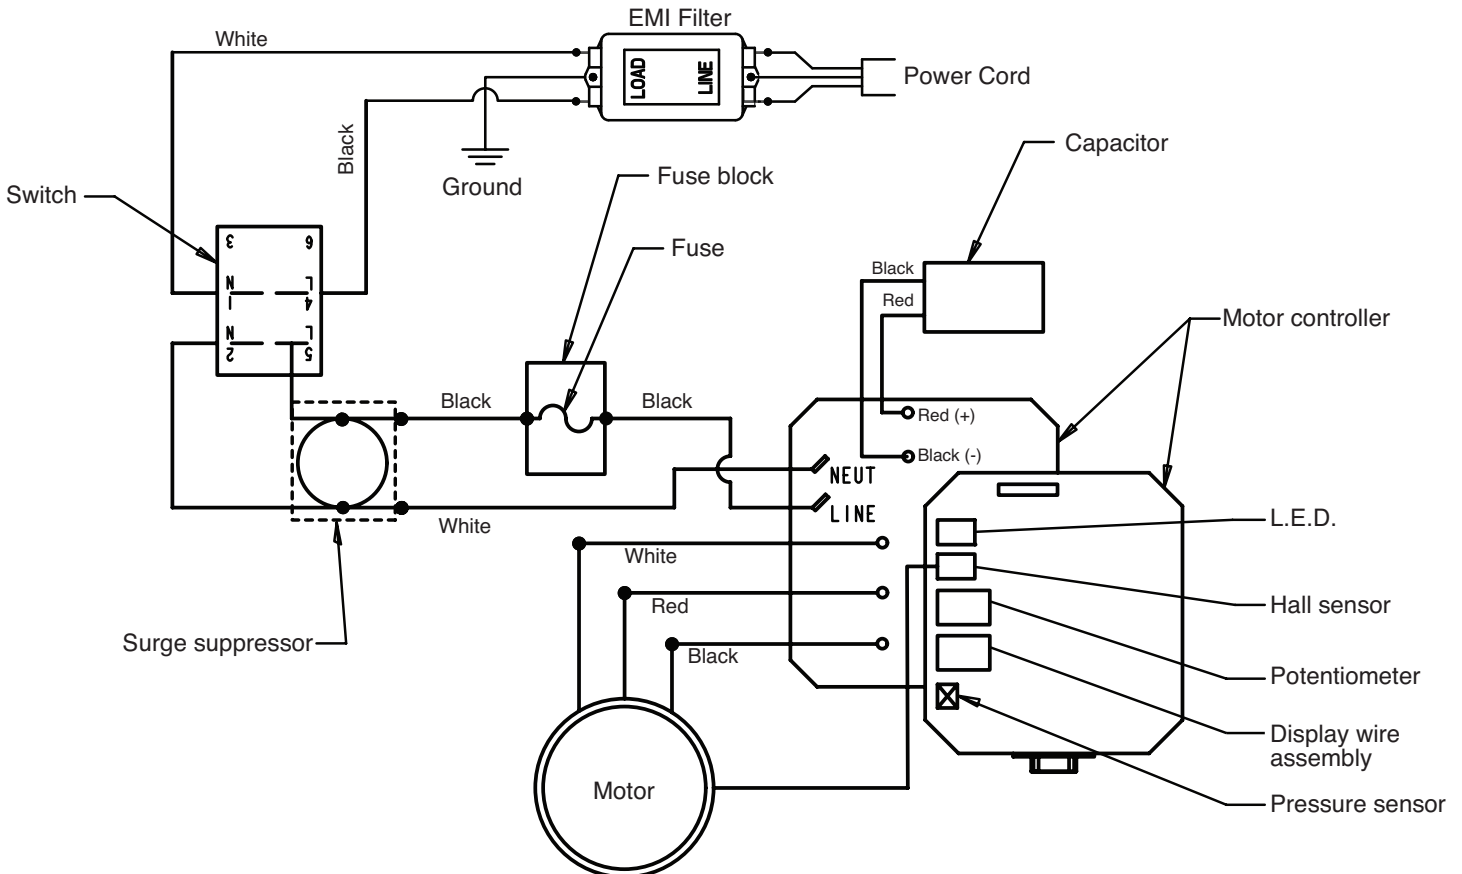 EMI Filter
White
LOAD
LINE
Power Cord
Black
Ground
Capacitor
Fuse block
Switch
Fuse
3
6
N
L
1
4
N
L
2
5
Black
Red
Motor controller
Black
Black
Red (+)
Black (-)
NEUT
LINE
White
L.E.D.
White
Red
Hall sensor
Surge suppressor
Black
Potentiometer
Display wire
assembly
Motor
Pressure sensor